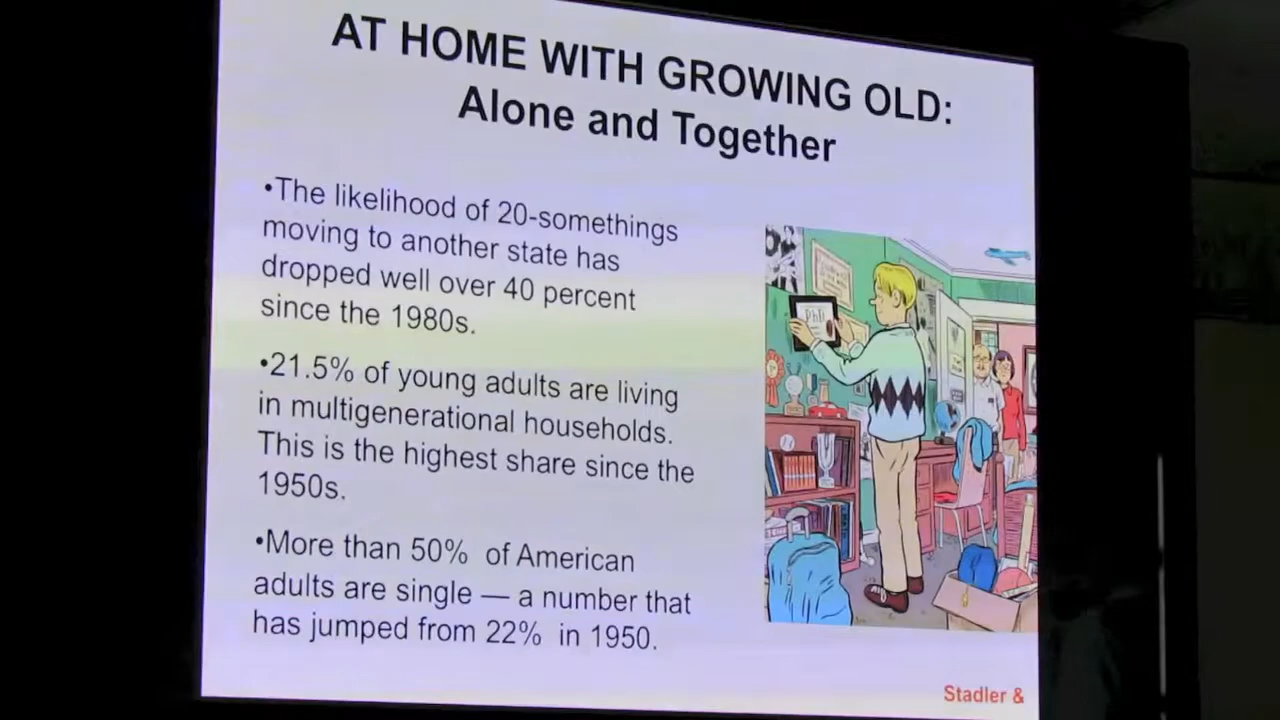 AT HOME WITH GROWING OLD:
Alone and Together
•The likelihood of 20-somethings
moving to another state has
dropped well over 40 percent
since the 1980s.
•21.5% of young adults are living
in multigenerational households.
This is the highest share since the
1950s.
•More than 50% of American
adults are single — a number that
has jumped from 22% in 1950.
PhD
Stadler &